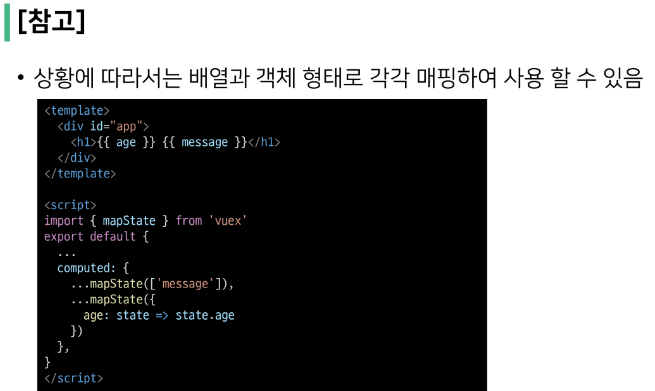 [참고]
• 상황에 따라서는 배열과 객체 형태로 각각 매핑하여 사용 할 수 있음
<template>
  <div id="app">
    <h1>{{ age }} {{ message }}</h1>
  </div>
</template>

<script>
import { mapState } from 'vuex'
export default {
  ...
  computed: {
    ...mapState(['message']),
    ...mapState({
      age: state => state.age
    })
  },
}
</script>